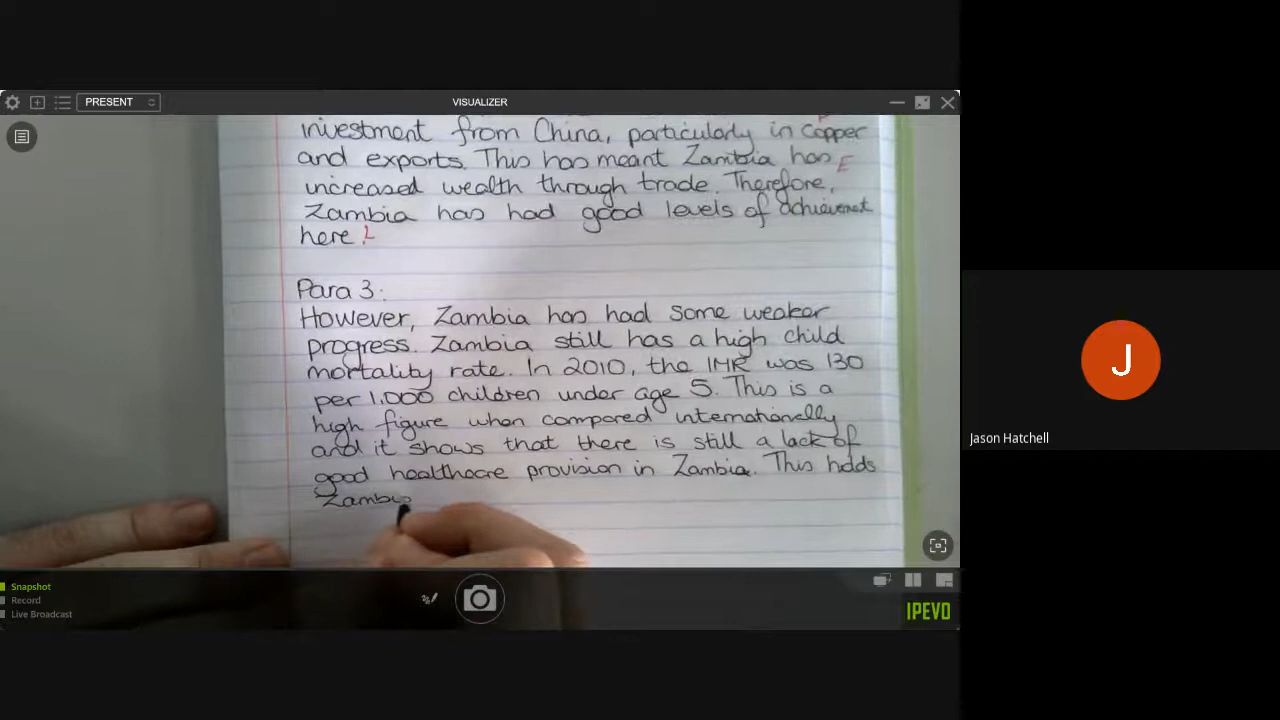 PRESENT
VISUALIZER
investment from China, particularly in Copper
and exports. This has meant Zambia has E
increased wealth through trade. Therefore,
Zambia has had good levels of achievemet
here. L
Para 3:
However, Zambia has had some weaker
progress. Zambia still has a high child
mortality rate. In 2010, the IMR was 130
per 1,000 children under age 5. This is a
high figure when compared internationally
and it shows that there is still a lack of
good healthcare provision in Zambia. This holds
Zambia
Jason Hatchell
J
Snapshot
Record
Live Broadcast
IPEVO